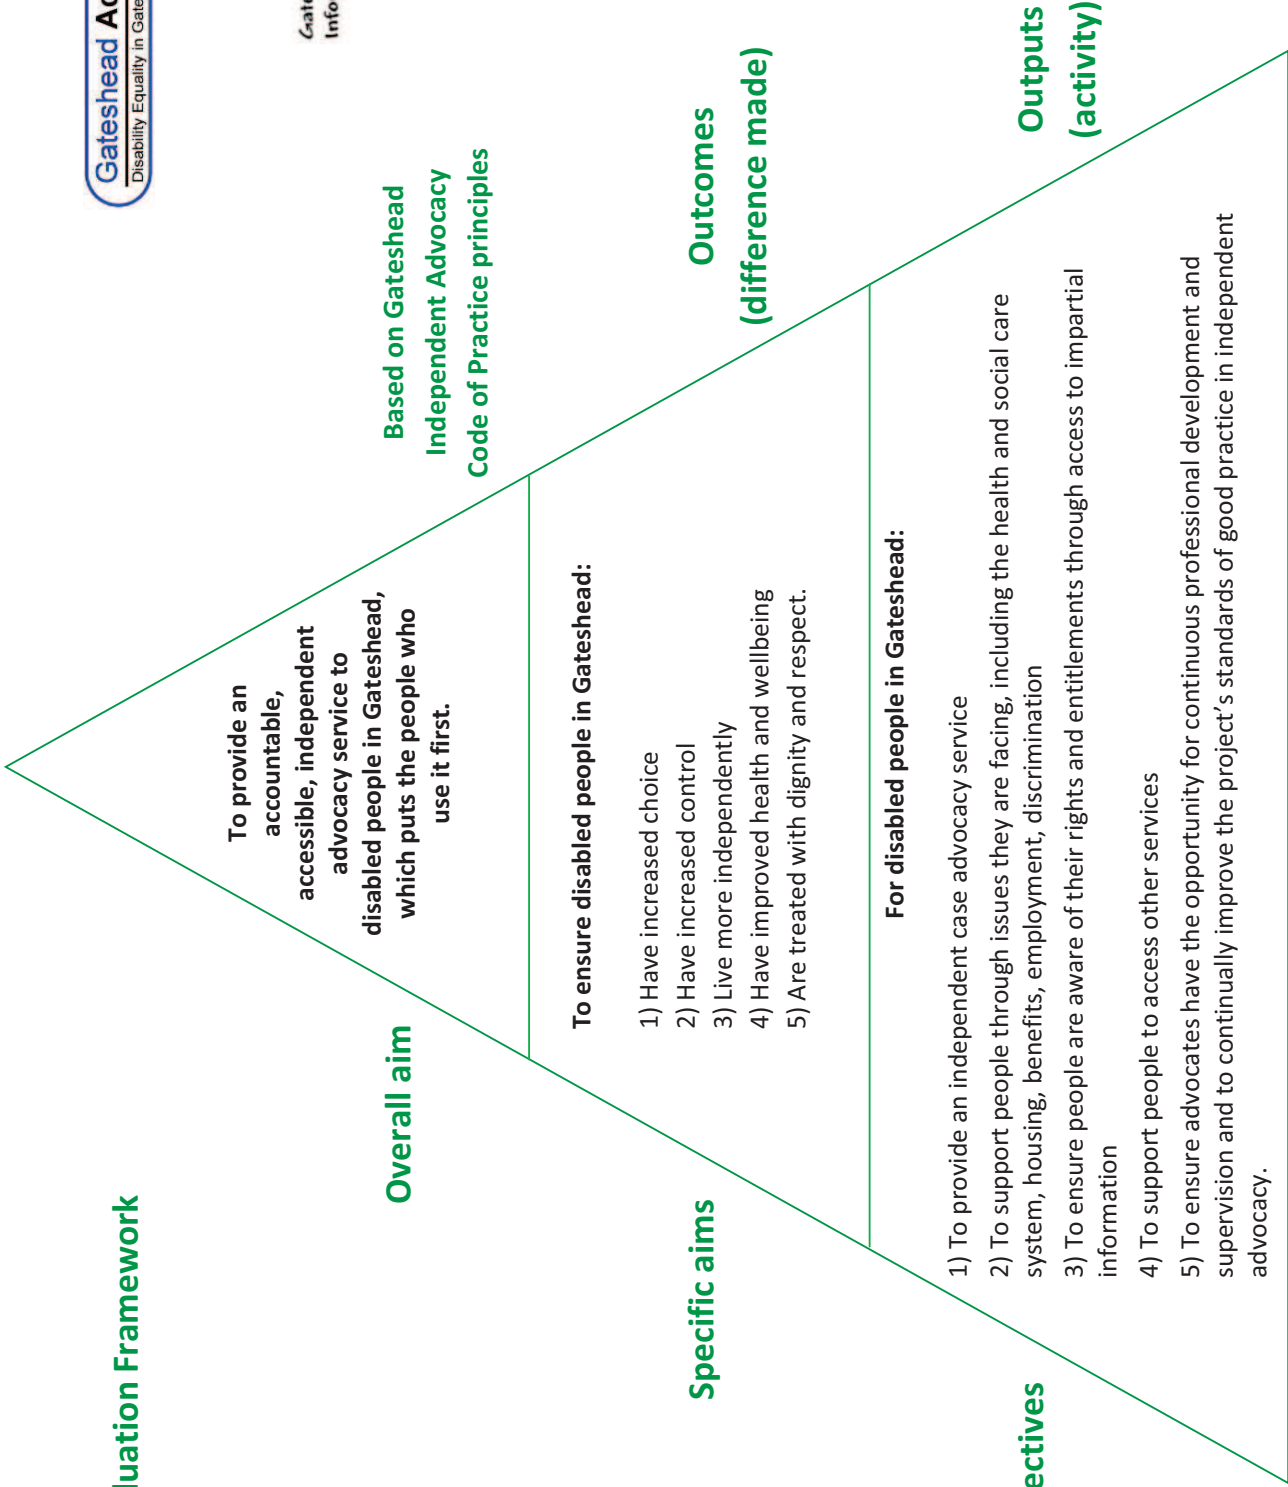 luation Framework
Gateshead Ac
Disability Equality in Gate
Gate
Info
Overall aim
To provide an
accountable,
accessible, independent
advocacy service to
disabled people in Gateshead,
which puts the people who
use it first.
Based on Gateshead
Independent Advocacy
Code of Practice principles
Specific aims
To ensure disabled people in Gateshead:
1) Have increased choice
2) Have increased control
3) Live more independently
4) Have improved health and wellbeing
5) Are treated with dignity and respect.
Outcomes
(difference made)
ectives
For disabled people in Gateshead:
1) To provide an independent case advocacy service
2) To support people through issues they are facing, including the health and social care
system, housing, benefits, employment, discrimination
3) To ensure people are aware of their rights and entitlements through access to impartial
information
4) To support people to access other services
5) To ensure advocates have the opportunity for continuous professional development and
supervision and to continually improve the project's standards of good practice in independent
advocacy.
Outputs
(activity)